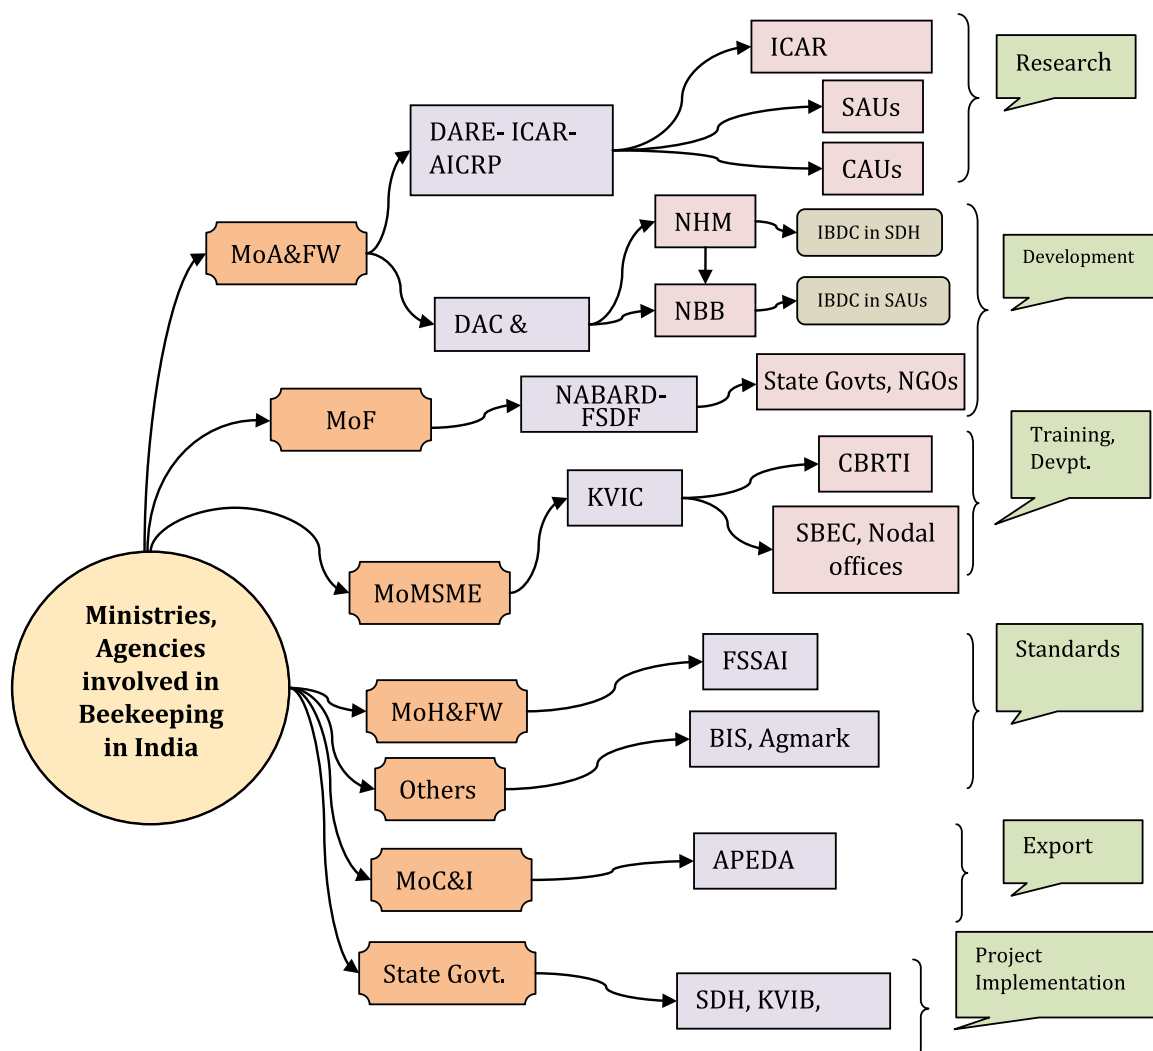 ICAR
Research
SAUs
DARE- ICAR-
AICRP
CAUs
NHM
IBDC in SDH
MoA&FW
Development
NBB
IBDC in SAUs
DAC &
State Govts, NGOs
NABARD-
FSDF
MoF
Training,
Devpt.
CBRTI
KVIC
SBEC, Nodal
offices
MoMSME
Ministries,
Agencies
involved in
Beekeeping
in India
FSSAI
Standards
MoH&FW
BIS, Agmark
Others
APEDA
Export
MoC&I
State Govt.
SDH, KVIB,
Project
Implementation